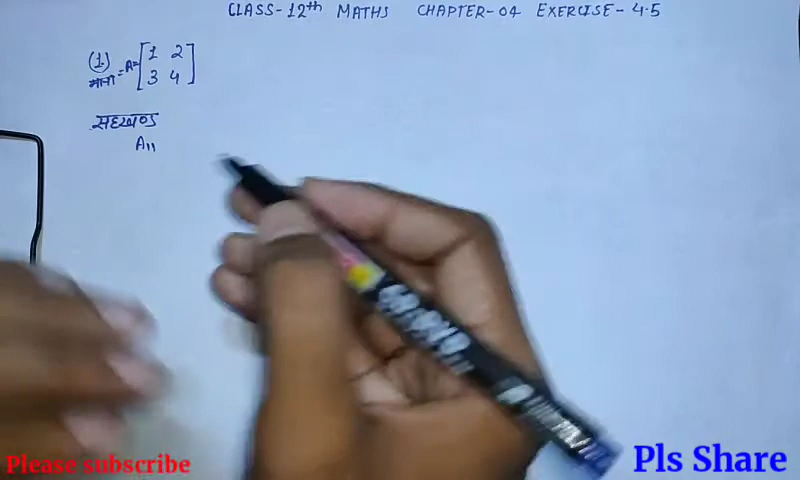 CLASS-12th MATHS CHAPTER-04 EXERCISE-4.5
(1.) माना = A = [1 2
3 4]
सहखण्ड
A11
Please subscribe
Pls Share